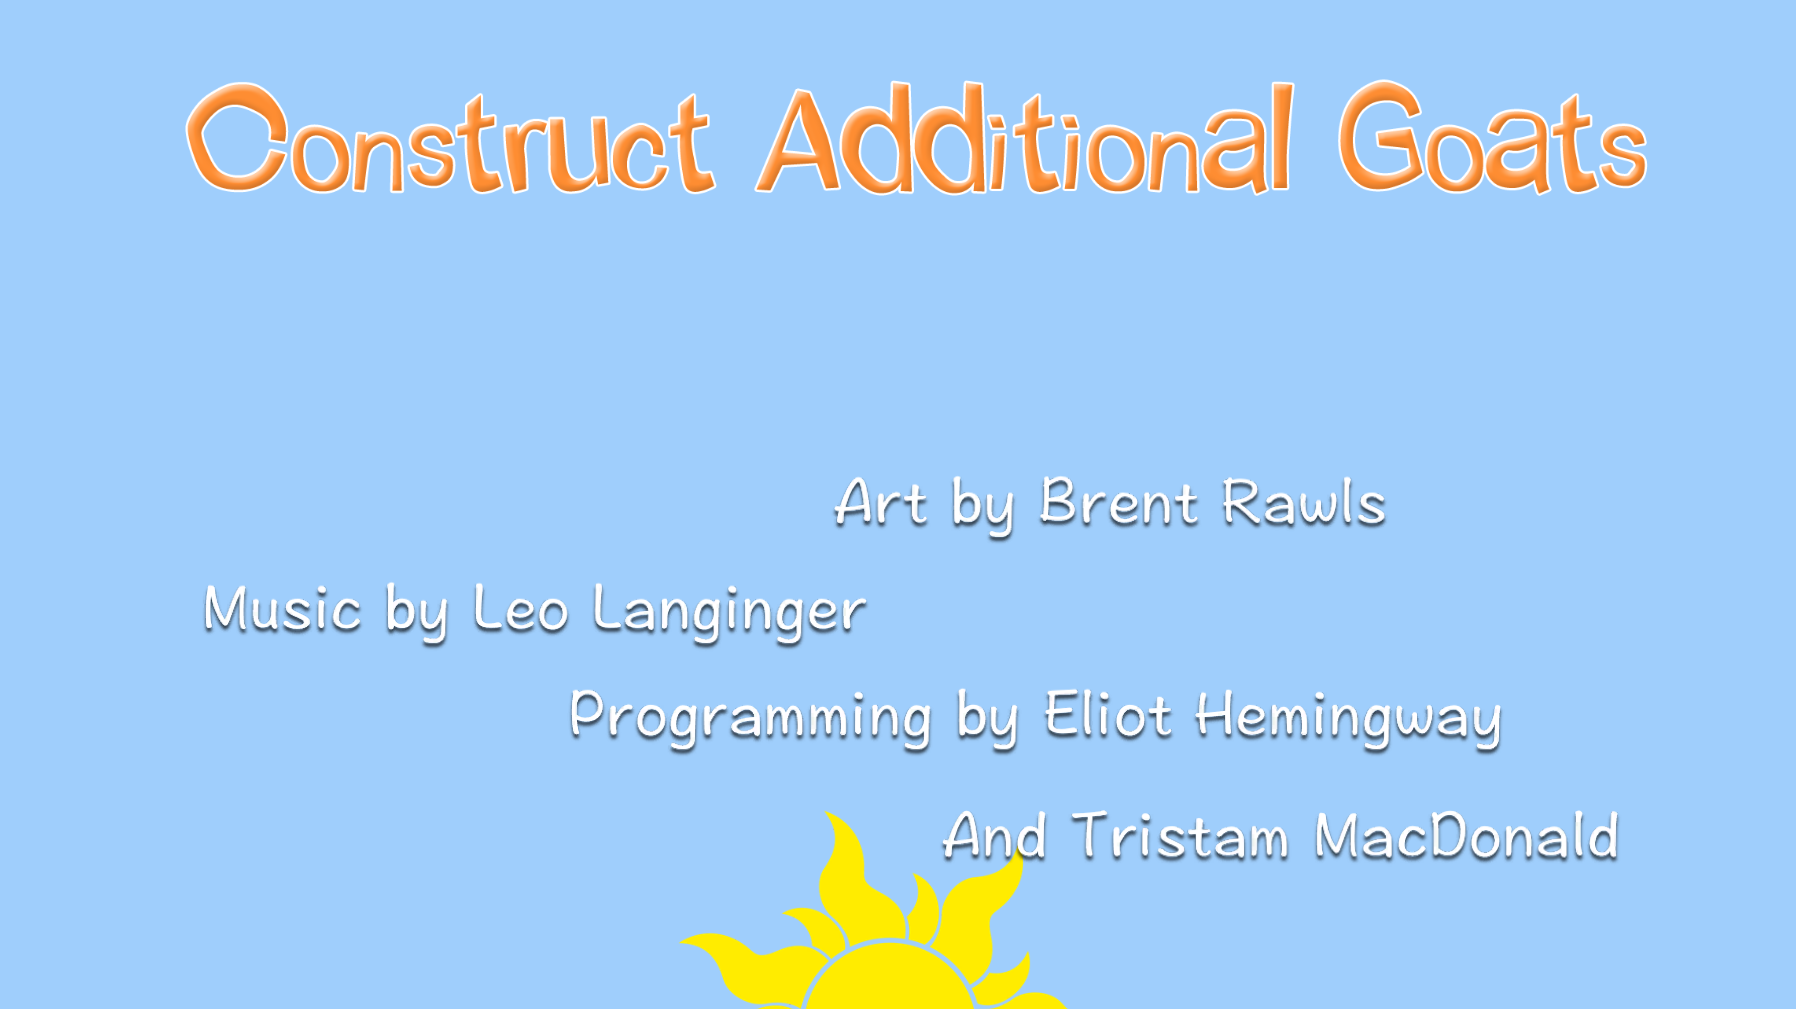 Construct Additional Goats
Art by Brent Rawls
Music by Leo Langinger
Programming by Eliot Hemingway
And Tristam MacDonald